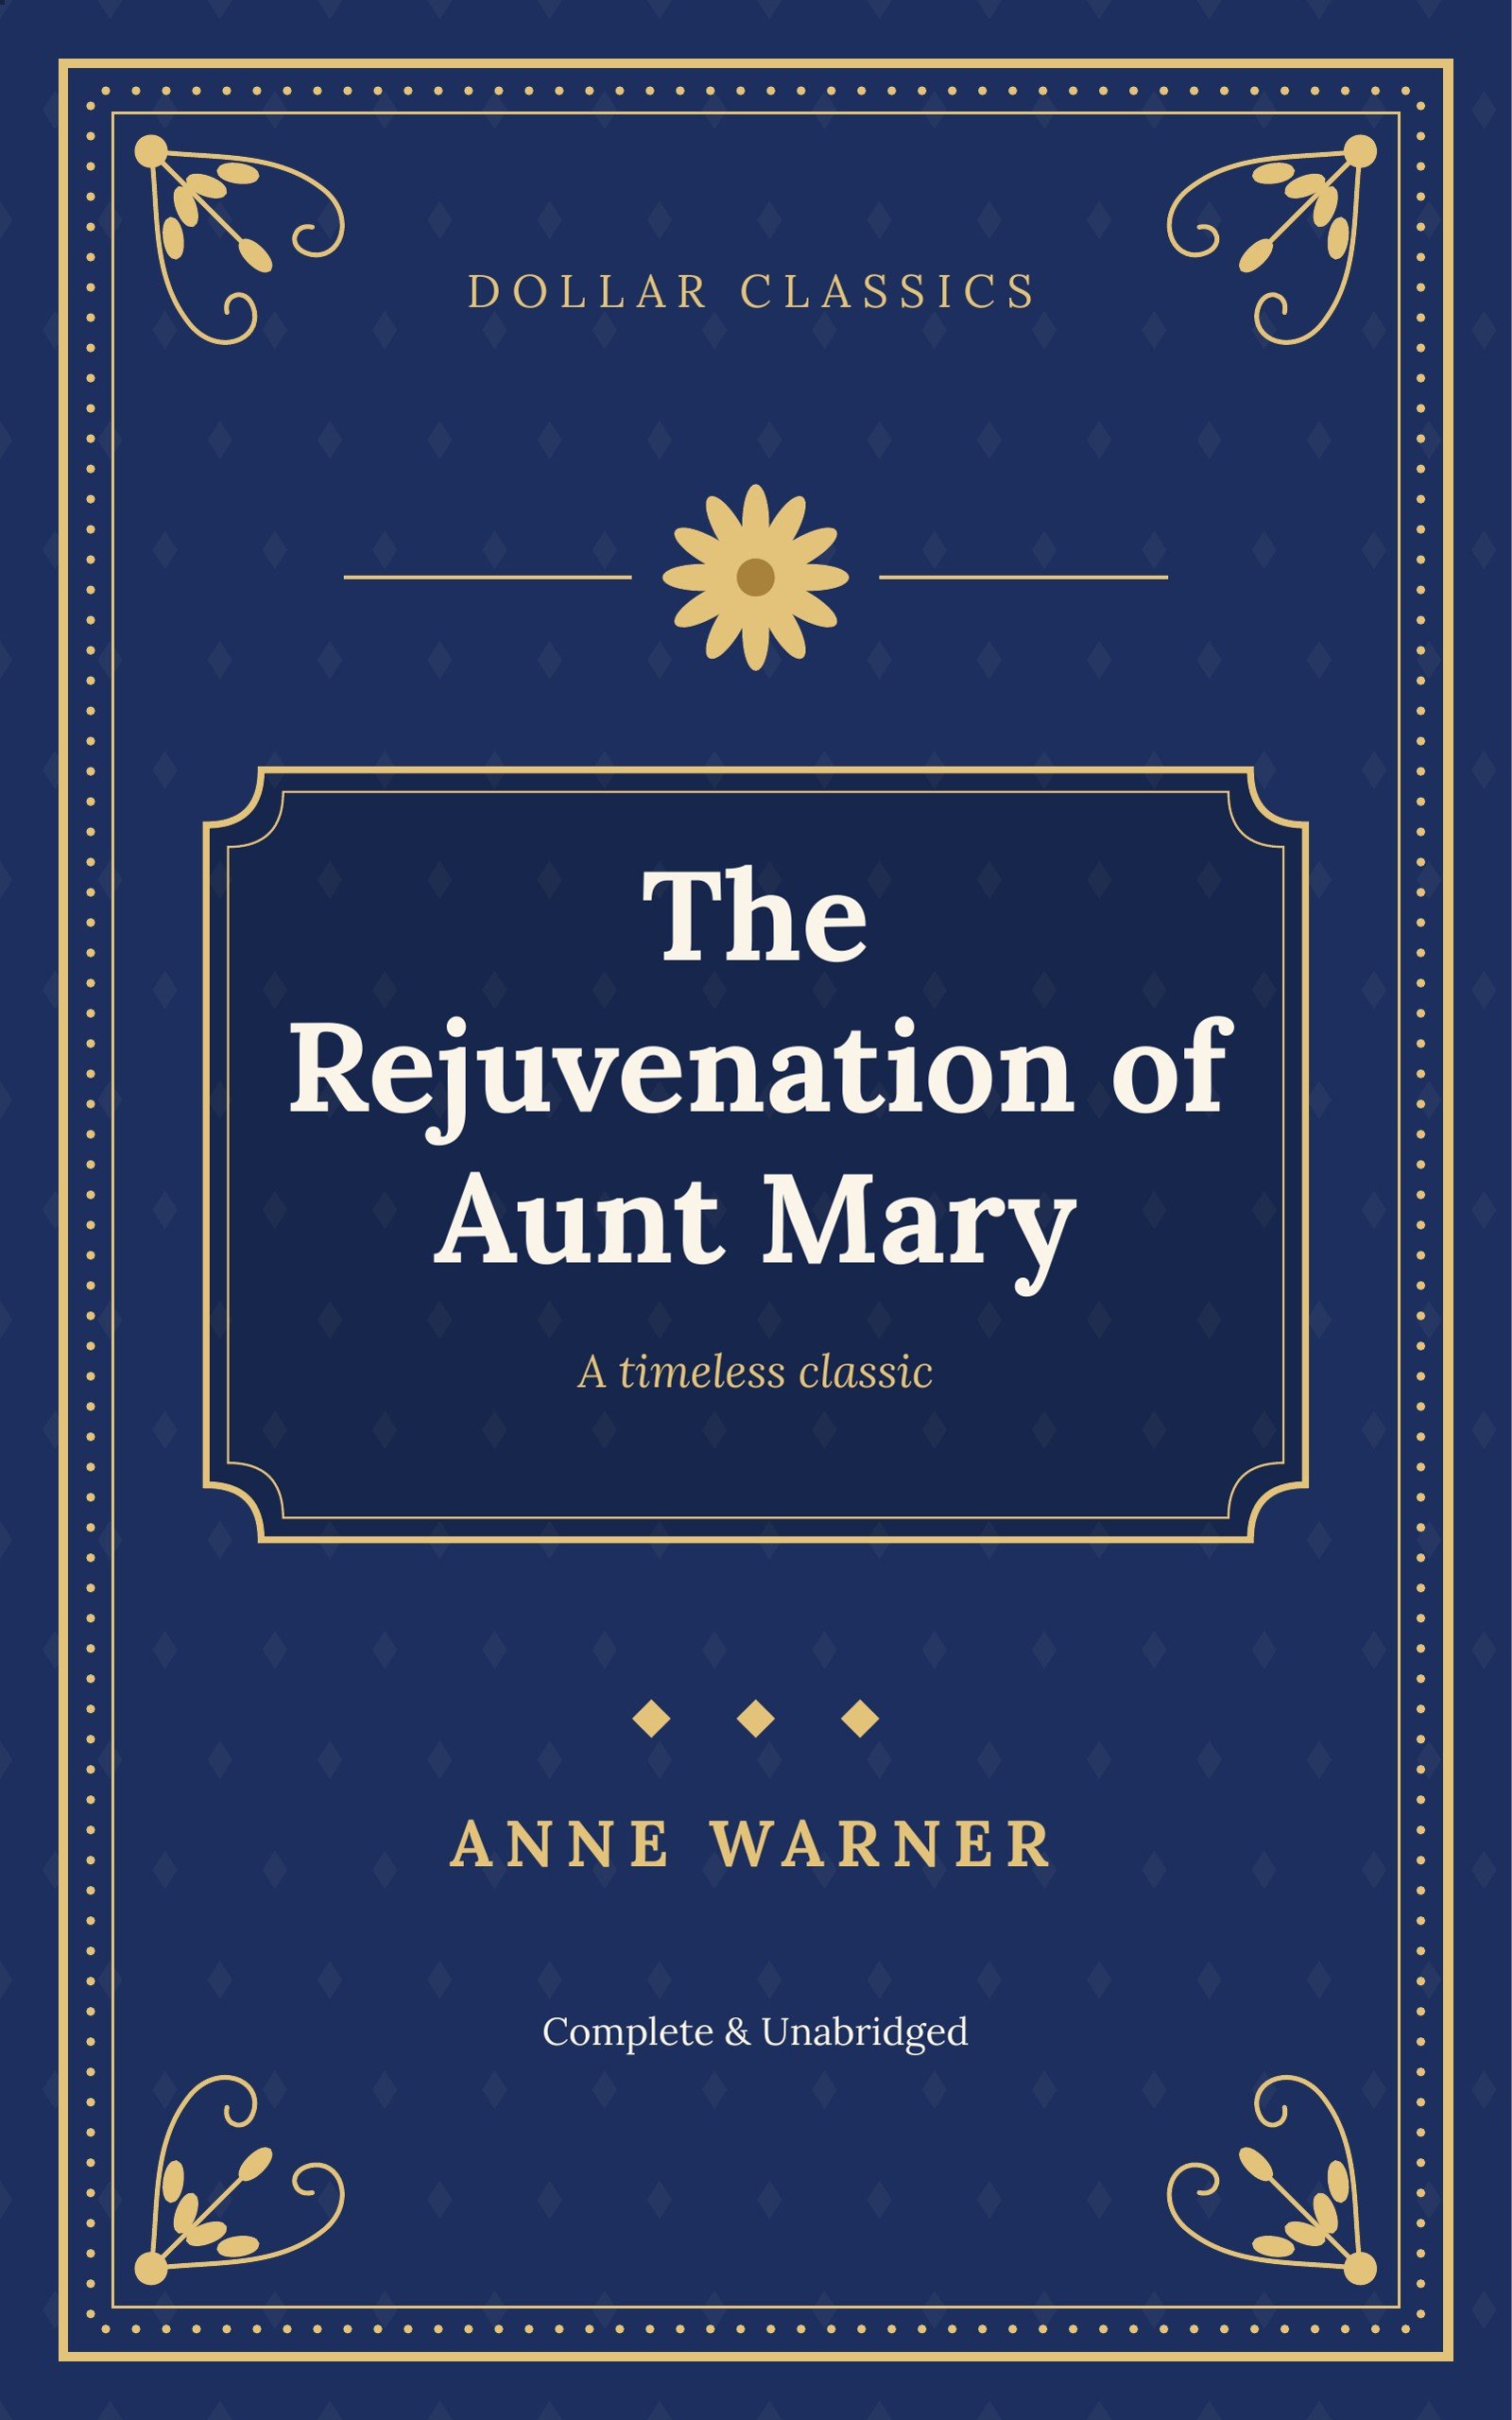 DOLLAR CLASSICS
The
Rejuvenation of
Aunt Mary
A timeless classic
ANNE WARNER
Complete & Unabridged